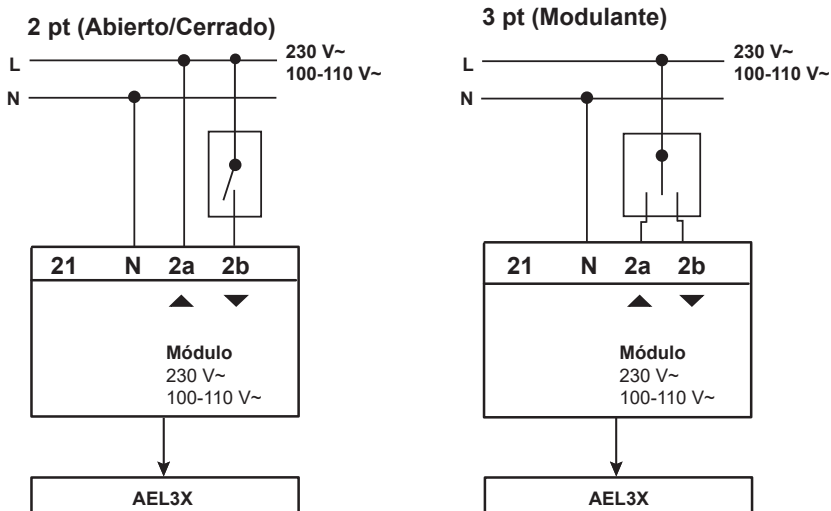 2 pt (Abierto/Cerrado)
L
N
230 V~
100-110 V~
21 N 2a 2b
Módulo
230 V~
100-110 V~
AEL3X
3 pt (Modulante)
L
N
230 V~
100-110 V~
21 N 2a 2b
Módulo
230 V~
100-110 V~
AEL3X